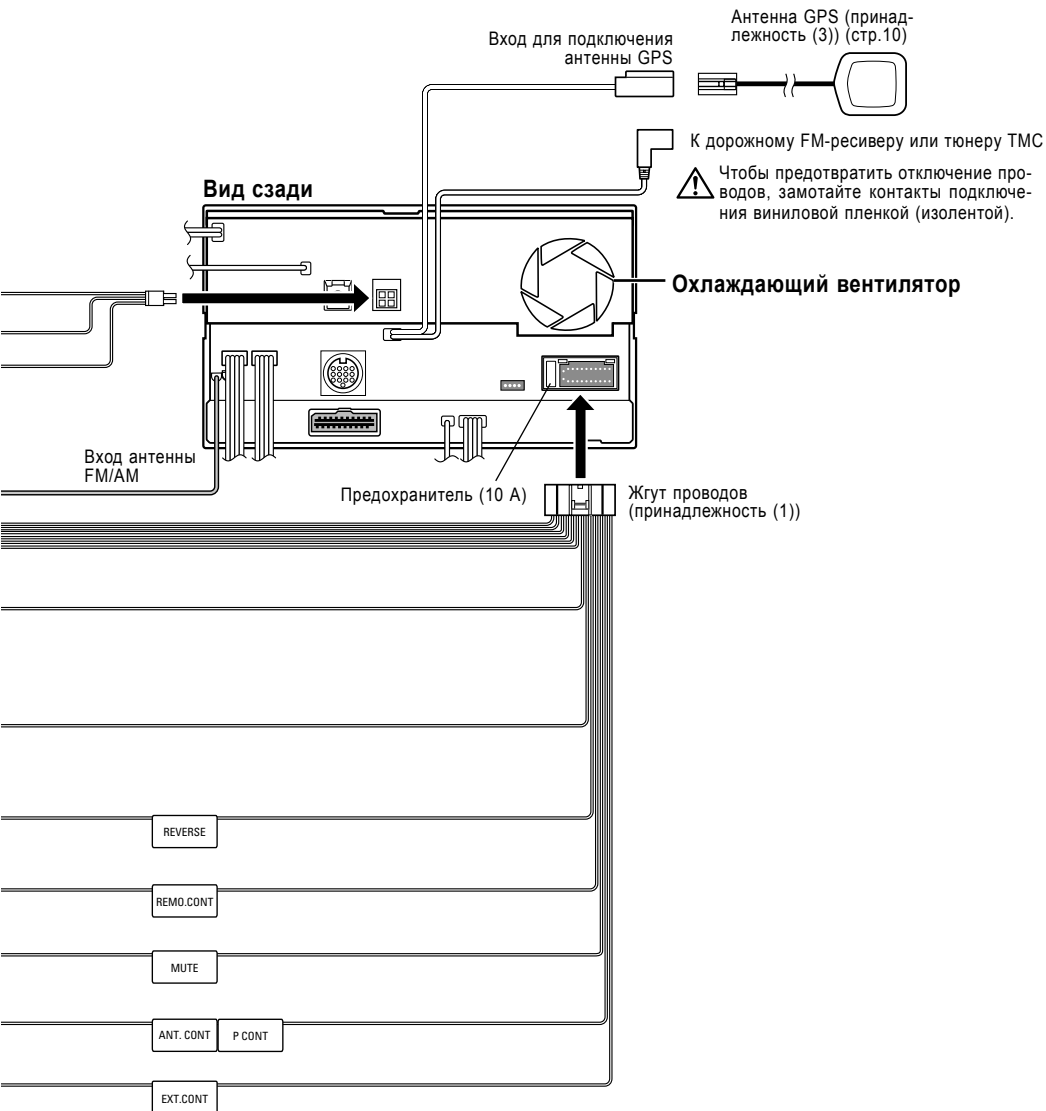 Антенна GPS (принад-
лежность (3)) (стр.10)
Вход для подключения
антенны GPS
К дорожному FM-ресиверу или тюнеру TMC
Чтобы предотвратить отключение про-
водов, замотайте контакты подключе-
ния виниловой пленкой (изолентой).
Вид сзади
Охлаждающий вентилятор
Вход антенны
FM/AM
Предохранитель (10 А)
Жгут проводов
(принадлежность (1))
REVERSE
REMO.CONT
MUTE
ANT. CONT
P CONT
EXT.CONT